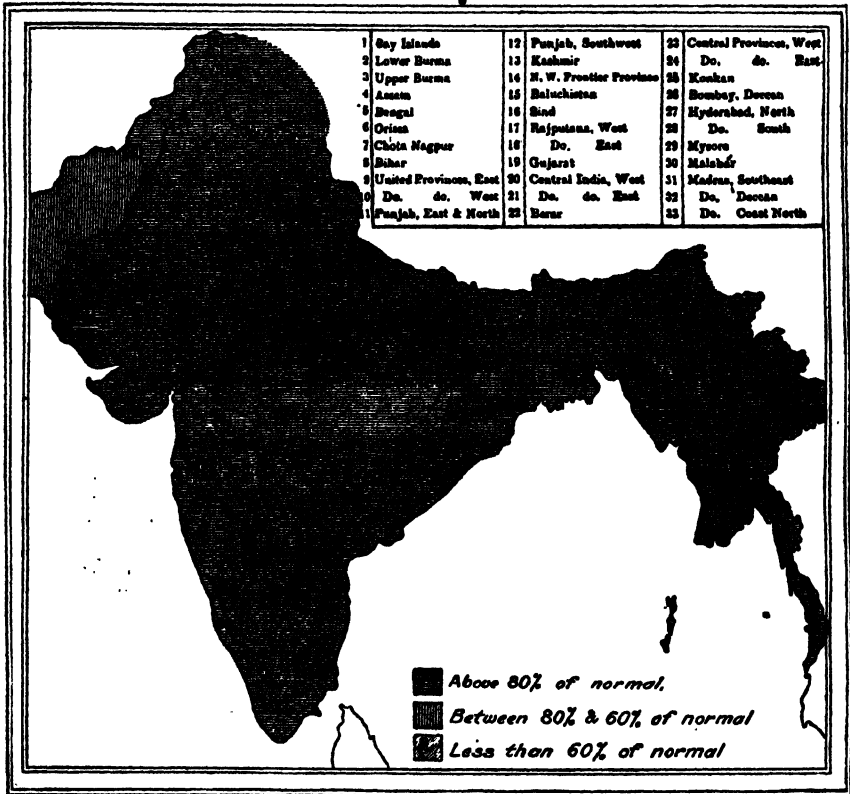 1 Bay Islands
2 Lower Burma
3 Upper Burma
4 Assam
5 Bengal
6 Orissa
7 Chota Nagpur
8 Bihar
9 United Provinces, East
10 Do. do. West
11 Punjab, East & North
12 Punjab, Southwest
13 Kashmir
14 N. W. Frontier Province
15 Baluchistan
16 Sind
17 Rajputana, West
18 Do. East
19 Gujarat
20 Central India, West
21 Do. do. East
22 Berar
23 Central Provinces, West
24 Do. do. East
25 Konkan
26 Bombay, Deccan
27 Hyderabad, North
28 Do. South
29 Mysore
30 Malabar
31 Madras, Southeast
32 Do. Deccan
33 Do. Coast North
Above 80% of normal.
Between 80% & 60% of normal
Less than 60% of normal